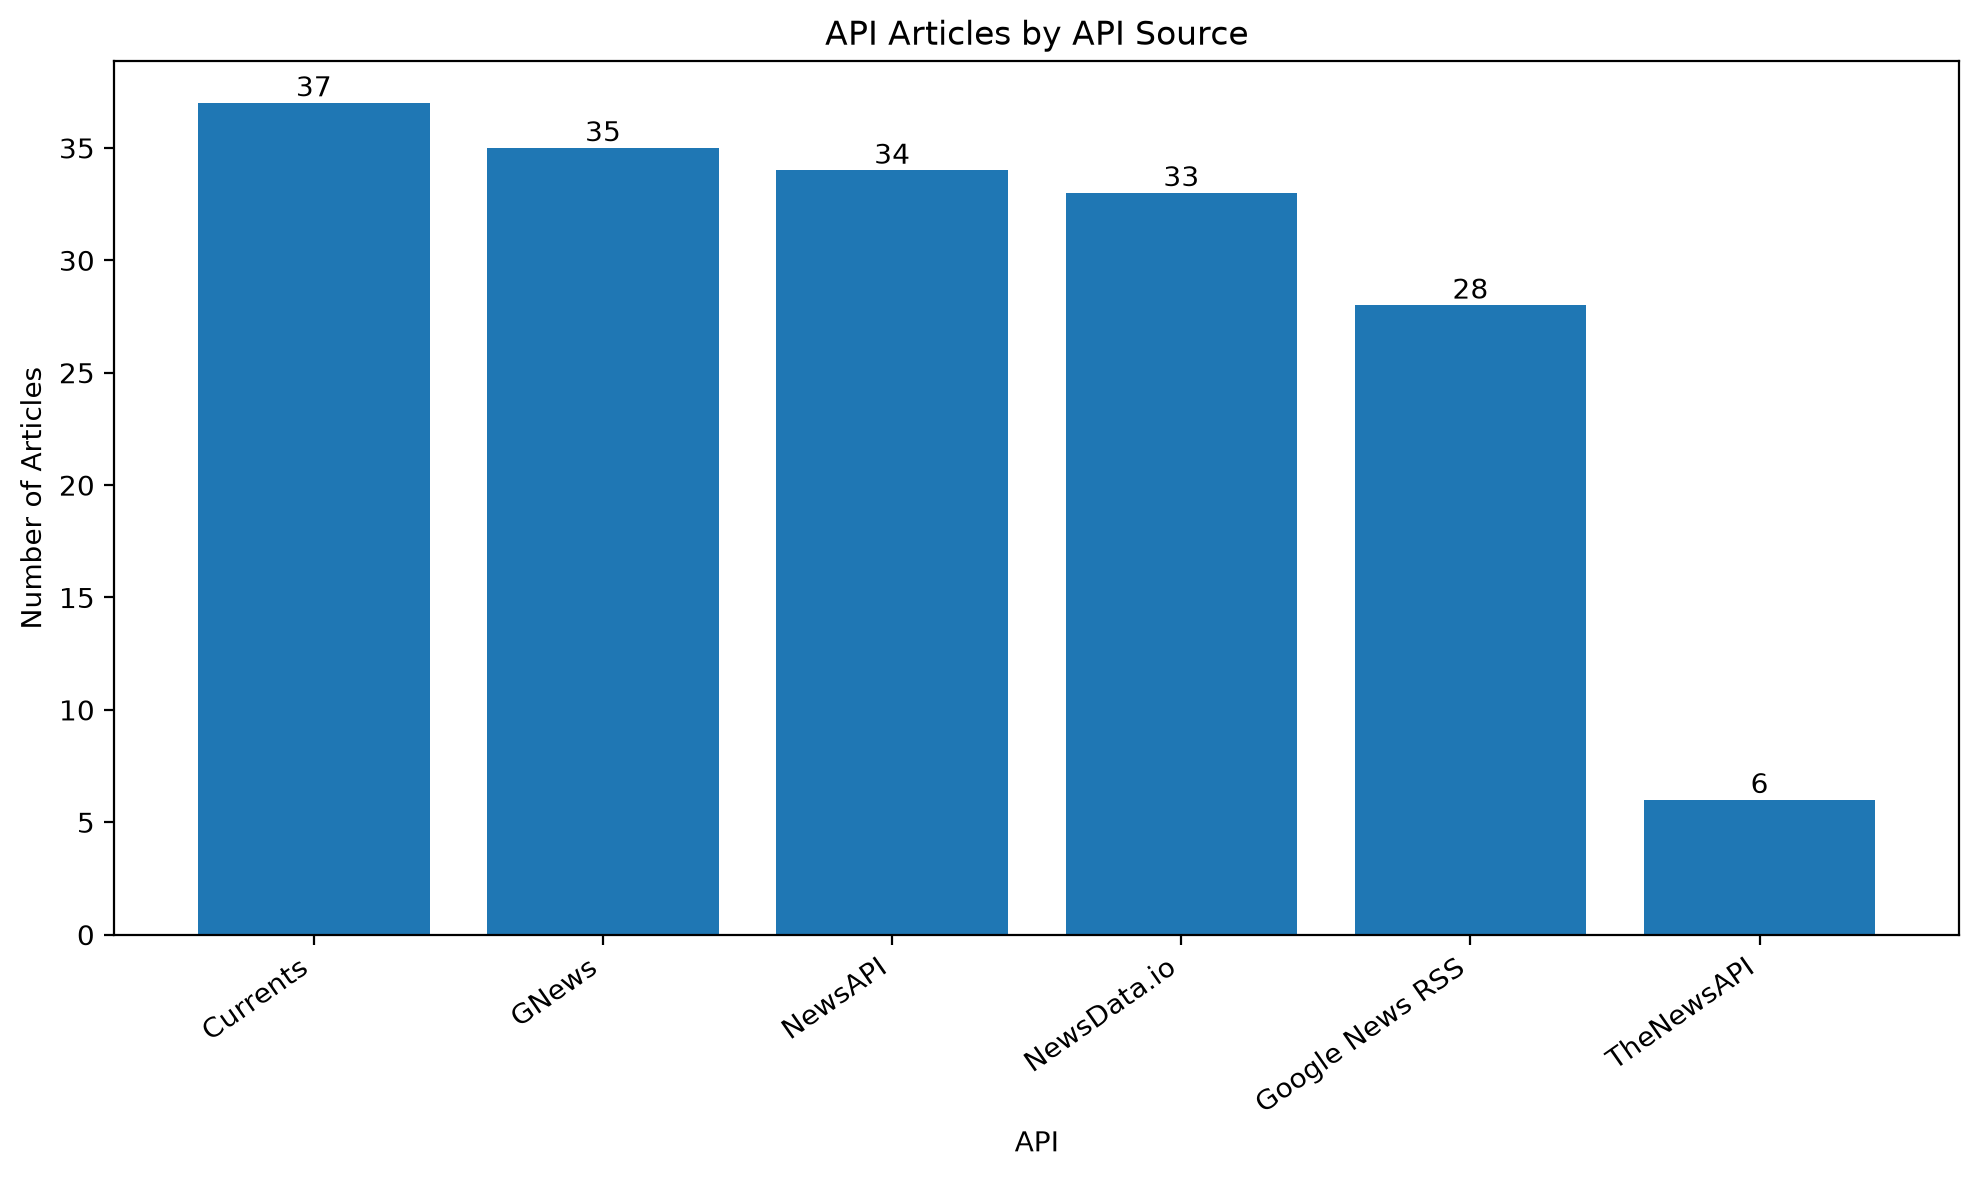 API Articles by API Source
Number of Articles
35
30
25
20
15
10
5
0
37
35
34
33
28
6
Currents
GNews
NewsAPI
NewsData.io
Google News RSS
TheNewsAPI
API